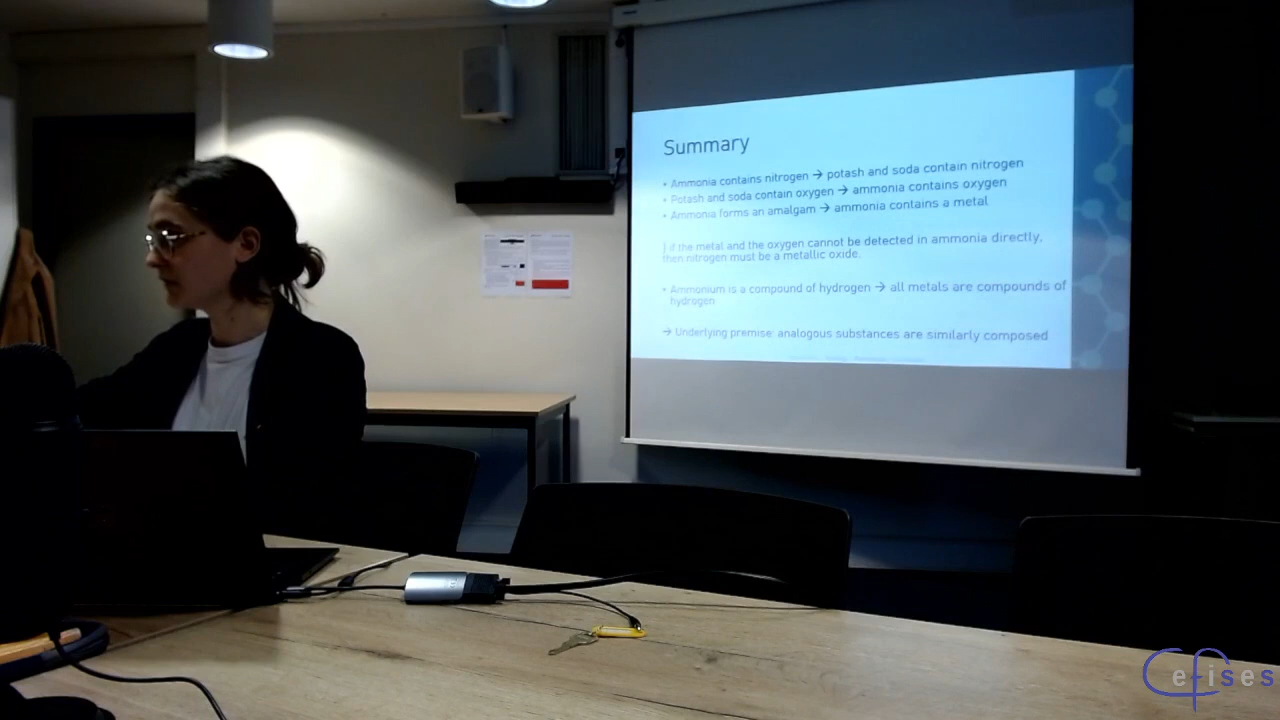 Summary
• Ammonia contains nitrogen → potash and soda contain nitrogen
• Potash and soda contain oxygen → ammonia contains oxygen
• Ammonia forms an amalgam → ammonia contains a metal
if the metal and the oxygen cannot be detected in ammonia directly,
then nitrogen must be a metallic oxide.
• Ammonium is a compound of hydrogen → all metals are compounds of
hydrogen
→ Underlying premise: analogous substances are similarly composed
Cefises